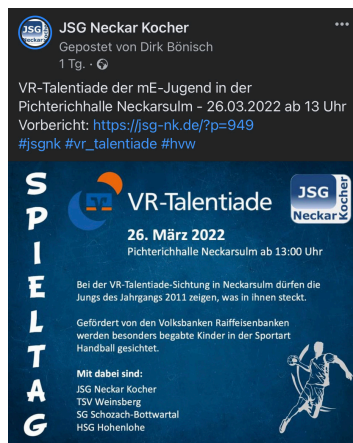 JSG Neckar Kocher
Gepostet von Dirk Bönisch
1 Tg. ·
VR-Talentiade der mE-Jugend in der
Pichterichhalle Neckarsulm - 26.03.2022 ab 13 Uhr
Vorbericht: https://jsg-nk.de/?p=949
#jsgnk #vr_talentiade #hvw
SPIELTAG
VR-Talentiade
JSG
Neckar Kocher
26. März 2022
Pichterichhalle Neckarsulm ab 13:00 Uhr
Bei der VR-Talentiade-Sichtung in Neckarsulm dürfen die
Jungs des Jahrgangs 2011 zeigen, was in ihnen steckt.
Gefördert von den Volksbanken Raiffeisenbanken
werden besonders begabte Kinder in der Sportart
Handball gesichtet.
Mit dabei sind:
JSG Neckar Kocher
TSV Weinsberg
SG Schozach-Bottwartal
HSG Hohenlohe